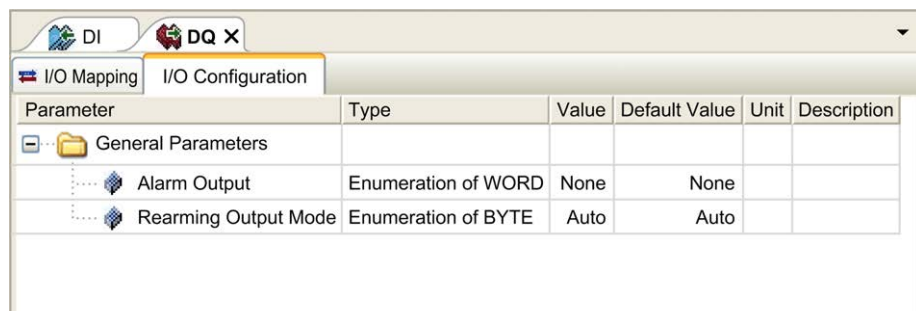 DI DQ X
I/O Mapping I/O Configuration
Parameter Type Value Default Value Unit Description
General Parameters
Alarm Output Enumeration of WORD None None
Rearming Output Mode Enumeration of BYTE Auto Auto